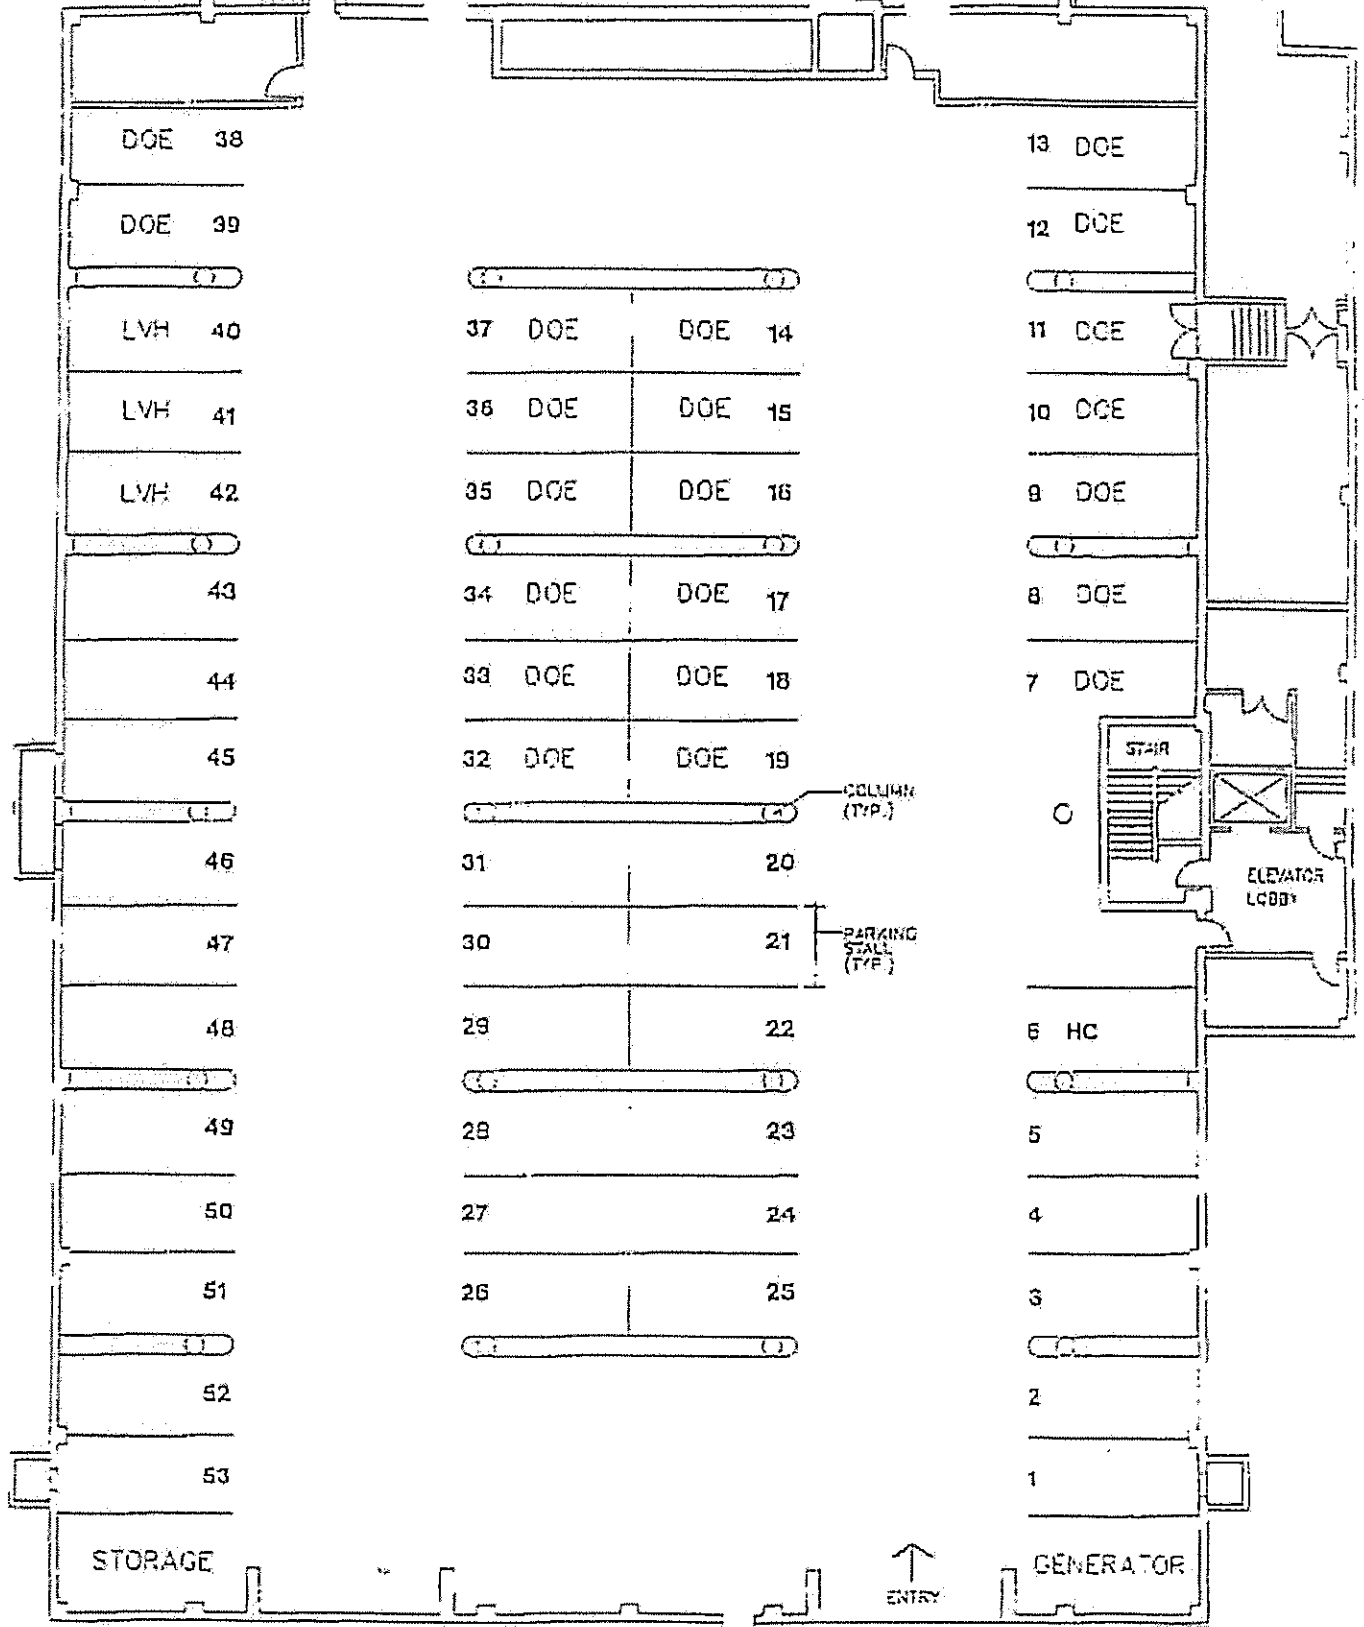 DOE 38
13 DOE
DOE 39
12 DOE
LVH 40
37 DOE
DOE 14
11 DOE
LVH 41
36 DOE
DOE 15
10 DOE
LVH 42
35 DOE
DOE 16
9 DOE
43
34 DOE
DOE 17
8 DOE
44
33 DOE
DOE 18
7 DOE
45
32 DOE
DOE 19
STAIR
COLUMN
(TYP.)
46
31
20
ELEVATOR
LOBBY
47
30
21
PARKING
STALL
(TYP.)
48
29
22
6 HC
49
28
23
5
50
27
24
4
51
26
25
3
52
2
53
1
STORAGE
ENTRY
GENERATOR